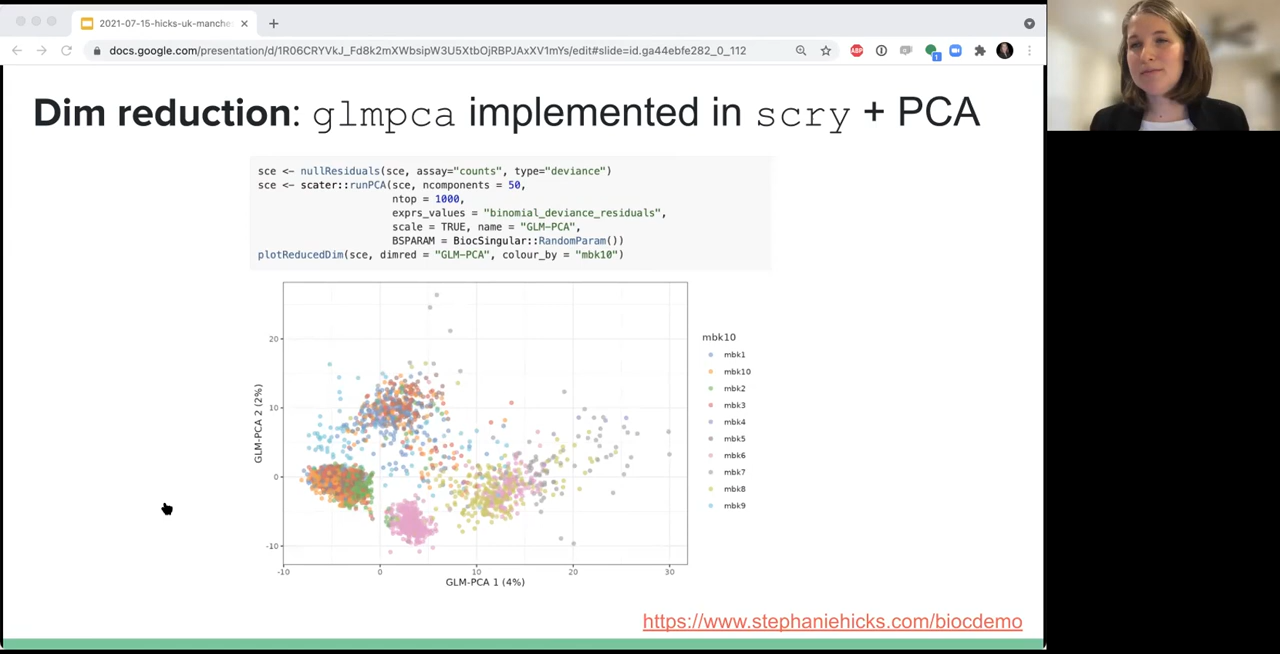 2021-07-15-hicks-uk-manche
docs.google.com/presentation/d/1R06CRYVkJ_Fd8k2mXWbsipW3U5XtbOjRBPJAxXV1mYs/edit#slide=id.ga44ebfe282_0_112
ABP
1
Dim reduction: glmpca implemented in scry + PCA
sce <- nullResiduals(sce, assay="counts", type="deviance")
sce <- scater::runPCA(sce, ncomponents = 50,
ntop = 1000,
exprs_values = "binomial_deviance_residuals",
scale = TRUE, name = "GLM-PCA",
BSPARAM = BiocSingular::RandomParam())
plotReducedDim(sce, dimred = "GLM-PCA", colour_by = "mbk10")
20
10
0
-10
GLM-PCA 2 (2%)
-10 0 10 20 30
GLM-PCA 1 (4%)
mbk10
mbk1
mbk10
mbk2
mbk3
mbk4
mbk5
mbk6
mbk7
mbk8
mbk9
https://www.stephaniehicks.com/biocdemo